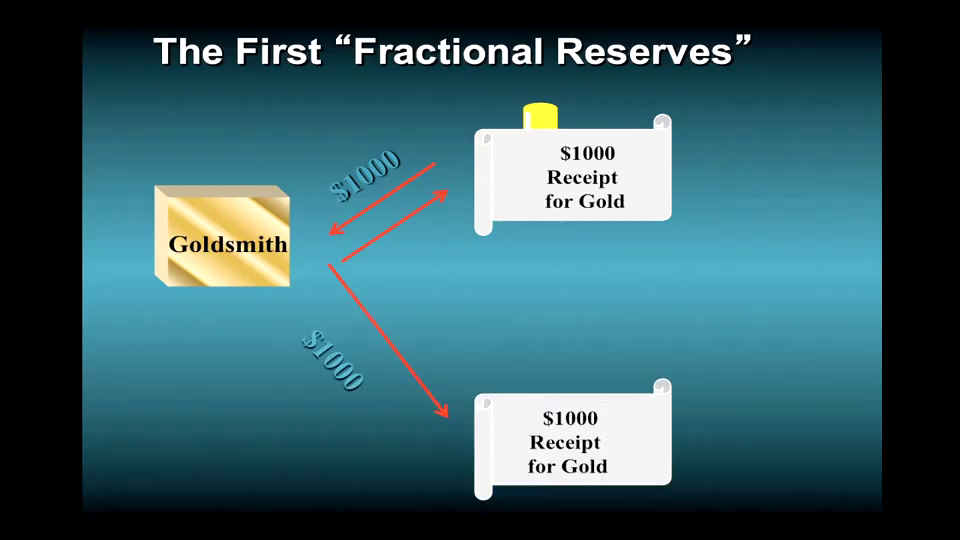 The First “Fractional Reserves”
$1000
$1000
Receipt
for Gold
Goldsmith
$1000
$1000
Receipt
for Gold